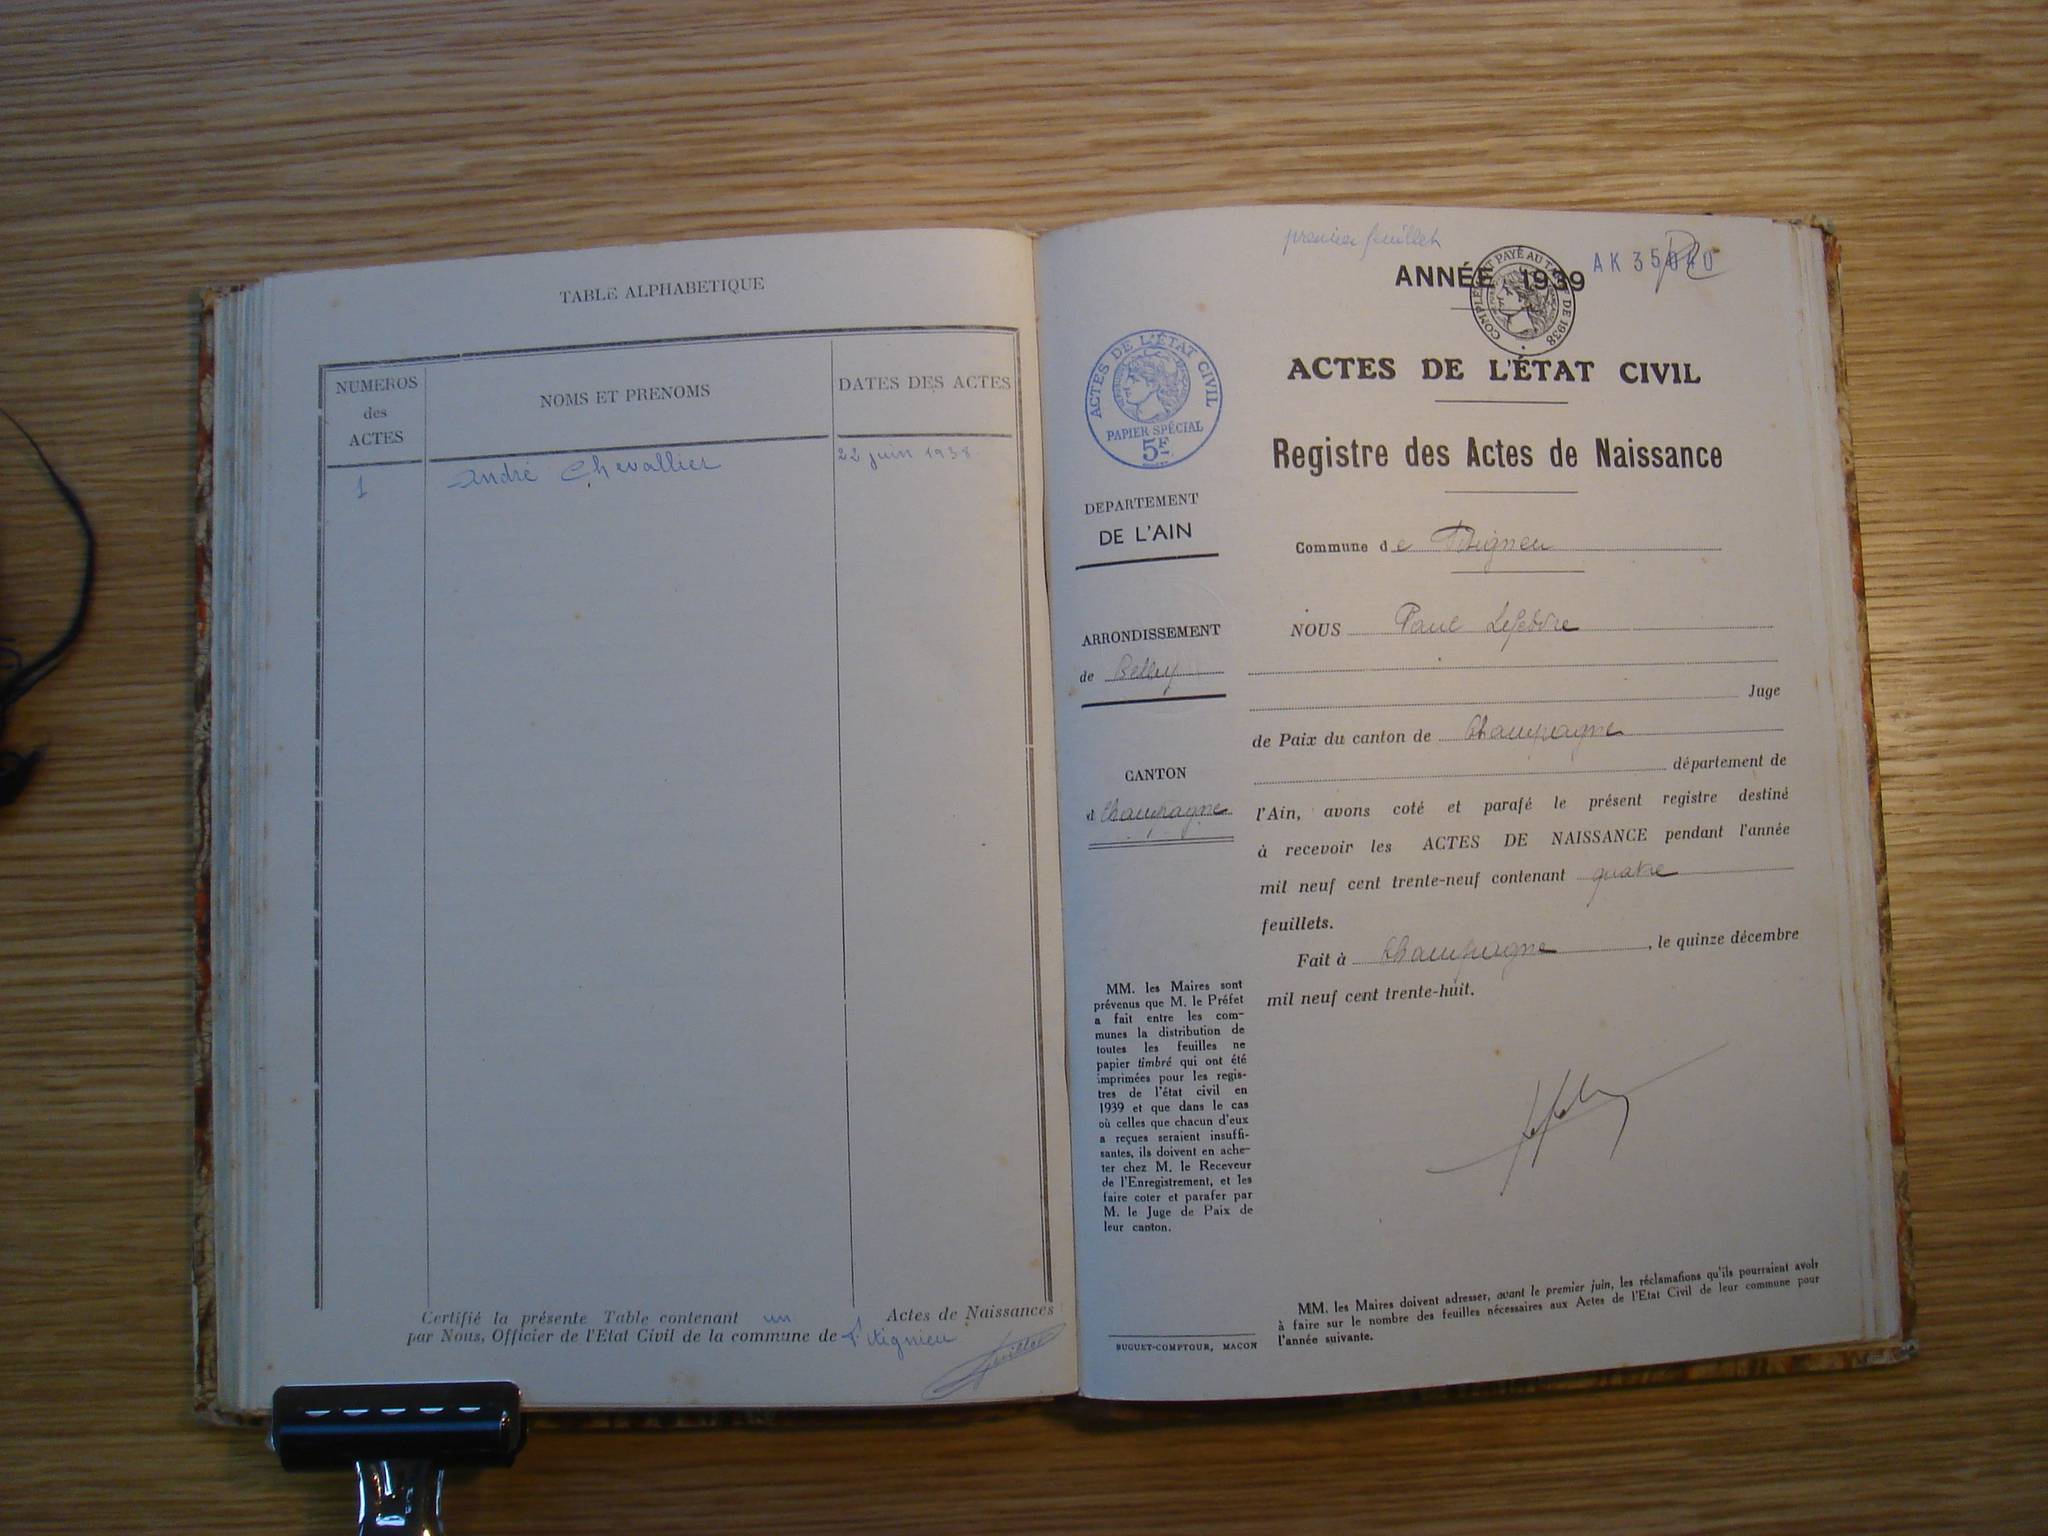 TABLE ALPHABETIQUE
NUMEROS
des
ACTES
NOMS ET PRENOMS
DATES DES ACTES
1
André Chevallier
22 juin 1938
Certifié la présente Table contenant un Actes de Naissances
par Nous, Officier de l'Etat Civil de la commune de
premier feuillet
ANNÉE 1939
AK 35040
COMPLEMENT PAYÉ AU TARIF DE 1938
ACTES DE L'ÉTAT CIVIL
PAPIER SPÉCIAL
5F
ACTES DE L'ÉTAT CIVIL
Registre des Actes de Naissance
DEPARTEMENT
DE L'AIN
ARRONDISSEMENT
de Belley
CANTON
d Champagne
MM. les Maires sont
prévenus que M. le Préfet
a fait entre les com-
munes la distribution de
toutes les feuilles ne
papier timbré qui ont été
imprimées pour les regis-
tres de l'état civil en
1939 et que dans le cas
où celles que chacun d'eux
a reçues seraient insuffi-
santes, ils doivent en ache-
ter chez M. le Receveur
de l'Enregistrement, et les
faire coter et parafer par
M. le Juge de Paix de
leur canton.
BUGUET-COMPTOUR, MACON
Commune de
NOUS Paul Lefebvre
Juge
de Paix du canton de Champagne
département de
l'Ain, avons coté et parafé le présent registre destiné
à recevoir les ACTES DE NAISSANCE pendant l'année
mil neuf cent trente-neuf contenant quatre
feuillets.
Fait à Champagne, le quinze décembre
mil neuf cent trente-huit.
MM. les Maires doivent adresser, avant le premier juin, les réclamations qu'ils pourraient avoir
à faire sur le nombre des feuilles nécessaires aux Actes de l'Etat Civil de leur commune pour
l'année suivante.